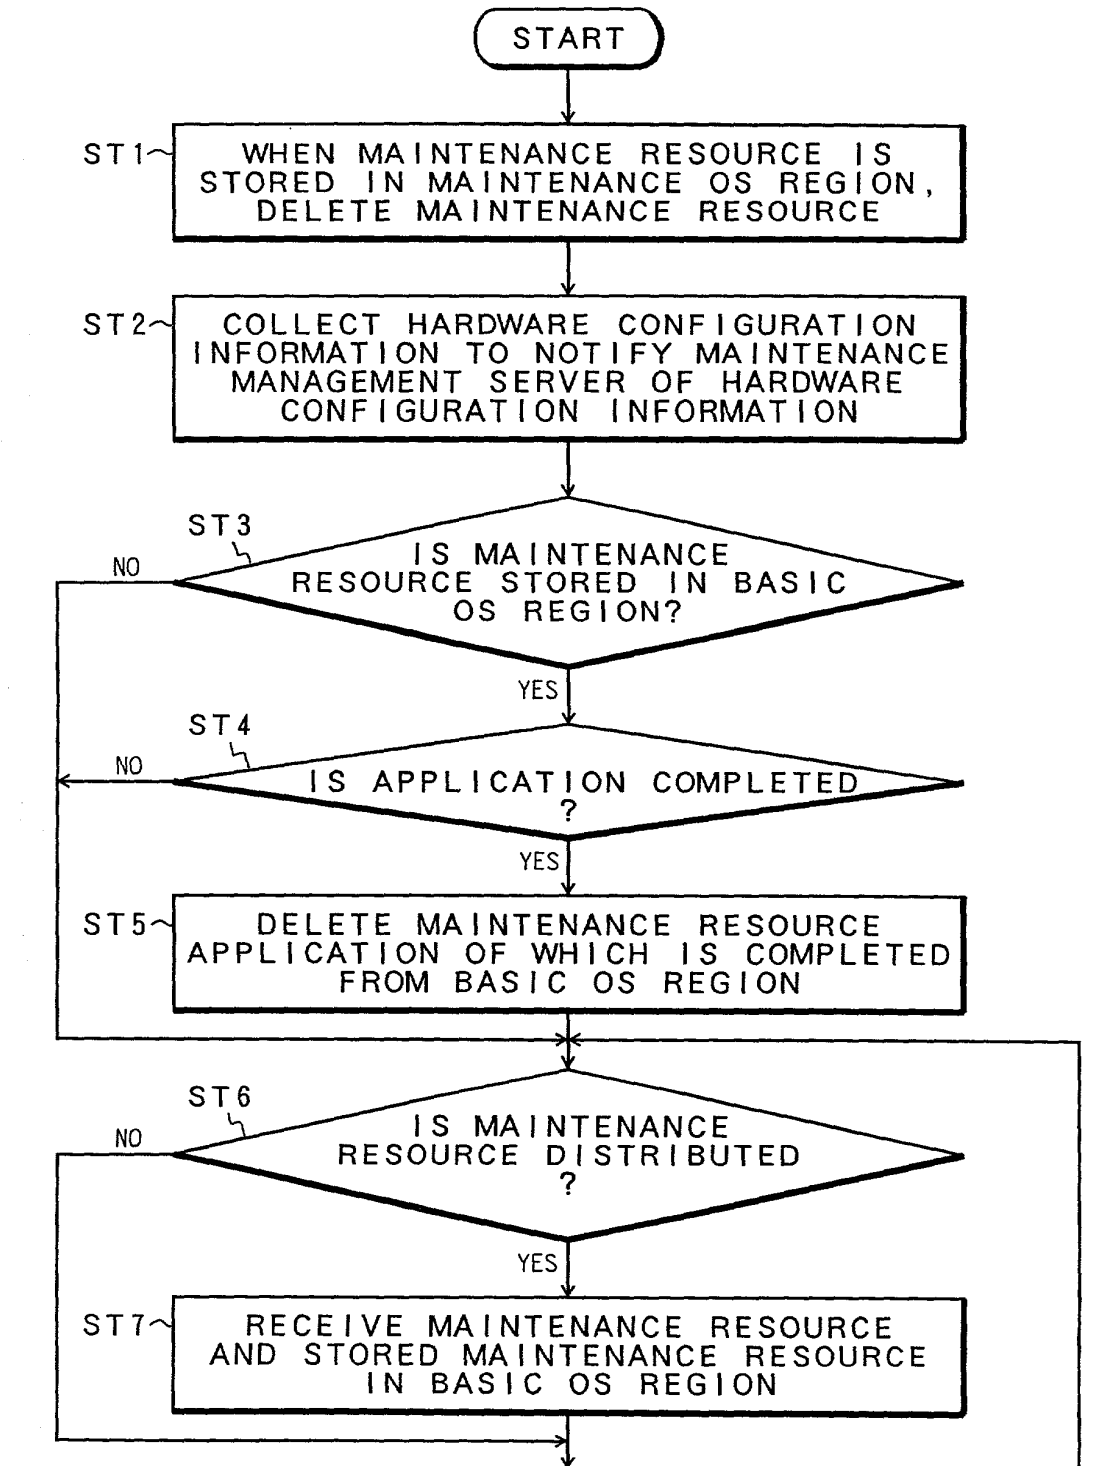 START
ST1
WHEN MAINTENANCE RESOURCE IS
STORED IN MAINTENANCE OS REGION,
DELETE MAINTENANCE RESOURCE
ST2
COLLECT HARDWARE CONFIGURATION
INFORMATION TO NOTIFY MAINTENANCE
MANAGEMENT SERVER OF HARDWARE
CONFIGURATION INFORMATION
ST3
NO
IS MAINTENANCE
RESOURCE STORED IN BASIC
OS REGION?
YES
ST4
NO
IS APPLICATION COMPLETED
?
YES
ST5
DELETE MAINTENANCE RESOURCE
APPLICATION OF WHICH IS COMPLETED
FROM BASIC OS REGION
ST6
NO
IS MAINTENANCE
RESOURCE DISTRIBUTED
?
YES
ST7
RECEIVE MAINTENANCE RESOURCE
AND STORED MAINTENANCE RESOURCE
IN BASIC OS REGION